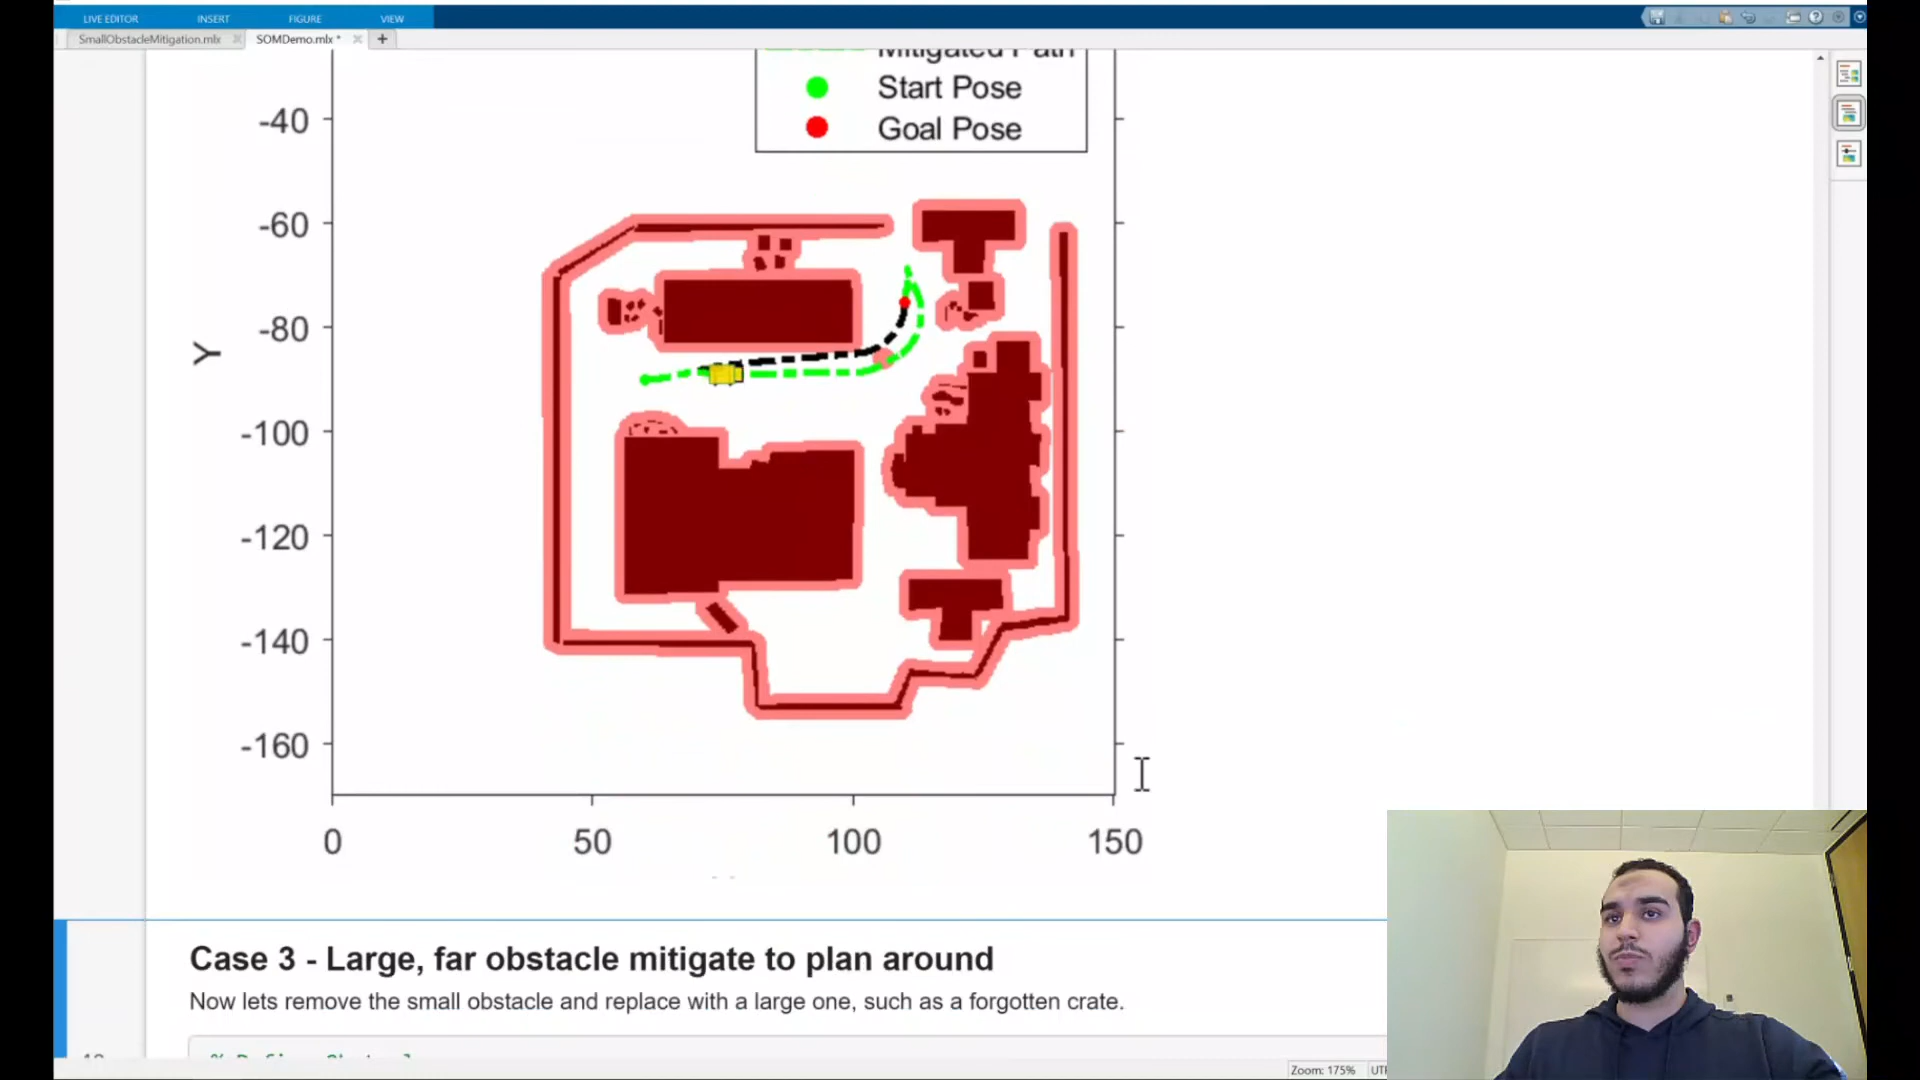 LIVE EDITOR INSERT FIGURE VIEW
SmallObstacleMitigation.mlx SOMDemo.mlx *
Mitigated Path
Start Pose
Goal Pose
-40
-60
-80
Y
-100
-120
-140
-160
0 50 100 150
Case 3 - Large, far obstacle mitigate to plan around
Now lets remove the small obstacle and replace with a large one, such as a forgotten crate.
Zoom: 175%